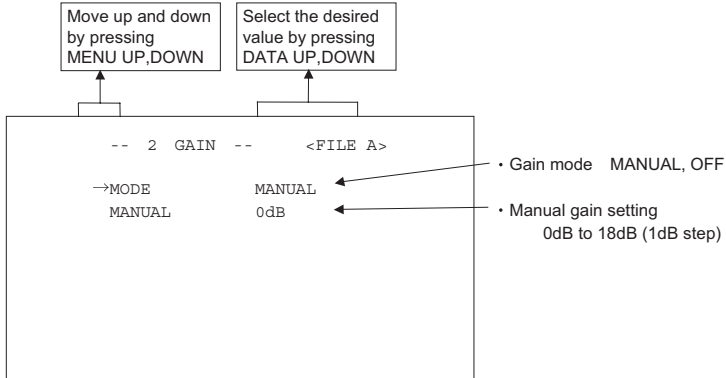 Move up and down
by pressing
MENU UP,DOWN
Select the desired
value by pressing
DATA UP,DOWN
-- 2 GAIN -- <FILE A>
→MODE MANUAL
MANUAL 0dB
・Gain mode MANUAL, OFF
・Manual gain setting
0dB to 18dB (1dB step)